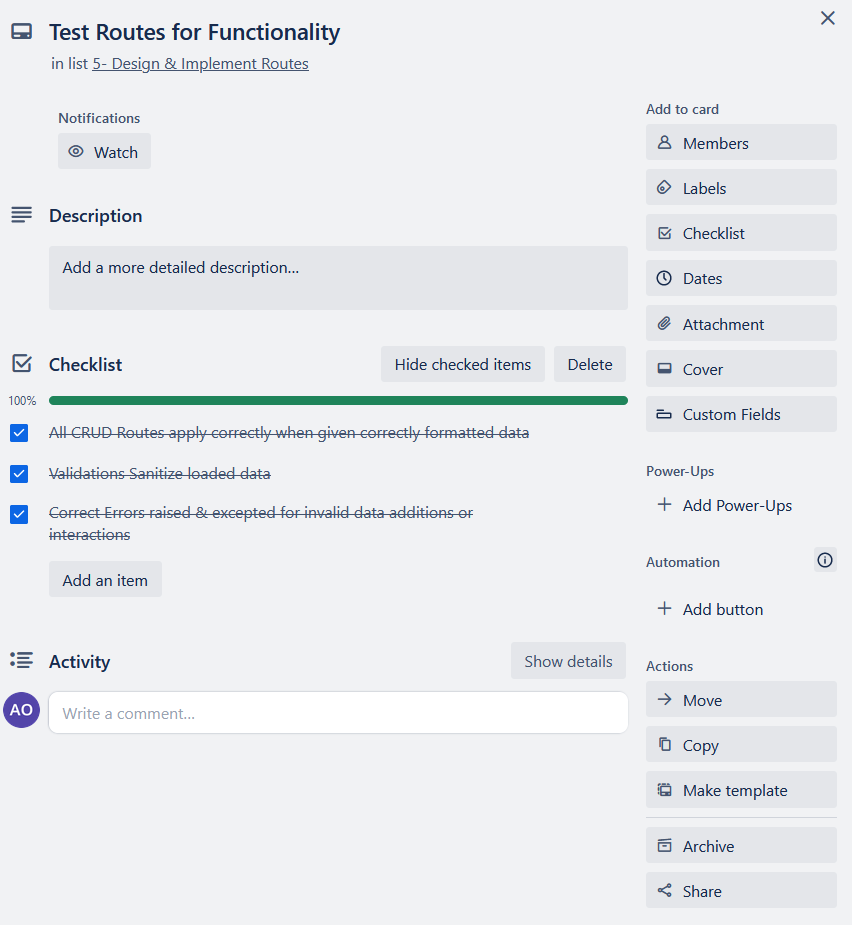 Test Routes for Functionality
in list 5- Design & Implement Routes
Notifications
Watch
Description
Add a more detailed description...
Checklist
Hide checked items
Delete
100%
All CRUD Routes apply correctly when given correctly formatted data
Validations Sanitize loaded data
Correct Errors raised & excepted for invalid data additions or
interactions
Add an item
Activity
Show details
AO
Write a comment...
Add to card
Members
Labels
Checklist
Dates
Attachment
Cover
Custom Fields
Power-Ups
Add Power-Ups
Automation
Add button
Actions
Move
Copy
Make template
Archive
Share